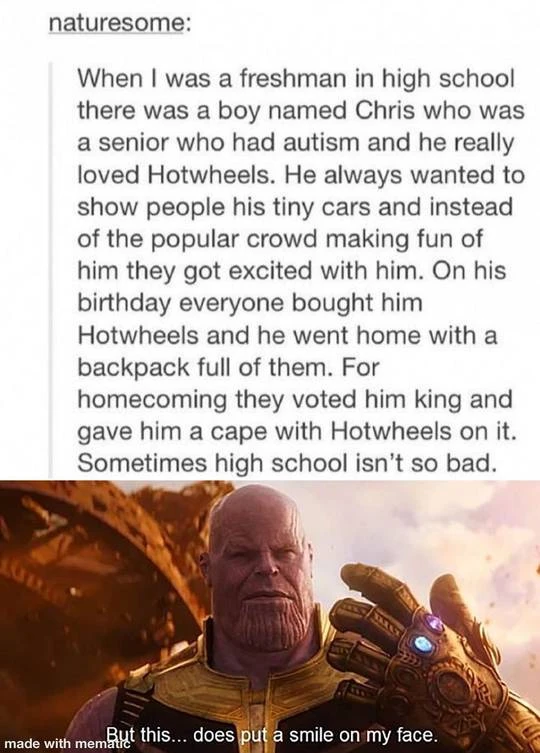 naturesome:
When I was a freshman in high school
there was a boy named Chris who was
a senior who had autism and he really
loved Hotwheels. He always wanted to
show people his tiny cars and instead
of the popular crowd making fun of
him they got excited with him. On his
birthday everyone bought him
Hotwheels and he went home with a
backpack full of them. For
homecoming they voted him king and
gave him a cape with Hotwheels on it.
Sometimes high school isn't so bad.
But this... does put a smile on my face.
made with mematic